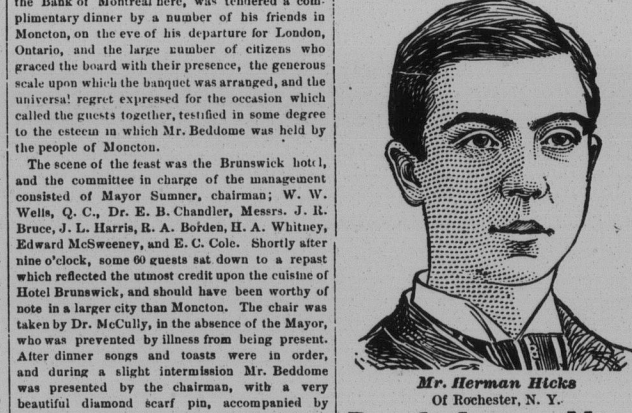 the Bank of Montreal here, was tendered a com-
plimentary dinner by a number of his friends in
Moncton, on the eve of his departure for London,
Ontario, and the large number of citizens who
graced the board with their presence, the generous
scale upon which the banquet was arranged, and the
universal regret expressed for the occasion which
called the guests together, testified in some degree
to the esteem in which Mr. Beddome was held by
the people of Moncton.
The scene of the feast was the Brunswick hotel,
and the committee in charge of the management
consisted of Mayor Sumner, chairman; W. W.
Wells, Q. C., Dr. E. B. Chandler, Messrs. J. R.
Bruce, J. L. Harris, R. A. Borden, H. A. Whitney,
Edward McSweeney, and E. C. Cole. Shortly after
nine o'clock, some 60 guests sat down to a repast
which reflected the utmost credit upon the cuisine of
Hotel Brunswick, and should have been worthy of
note in a larger city than Moncton. The chair was
taken by Dr. McCully, in the absence of the Mayor,
who was prevented by illness from being present.
After dinner songs and toasts were in order,
and during a slight intermission Mr. Beddome
was presented by the chairman, with a very
beautiful diamond scarf pin, accompanied by
Mr. Herman Hicks
Of Rochester, N. Y.